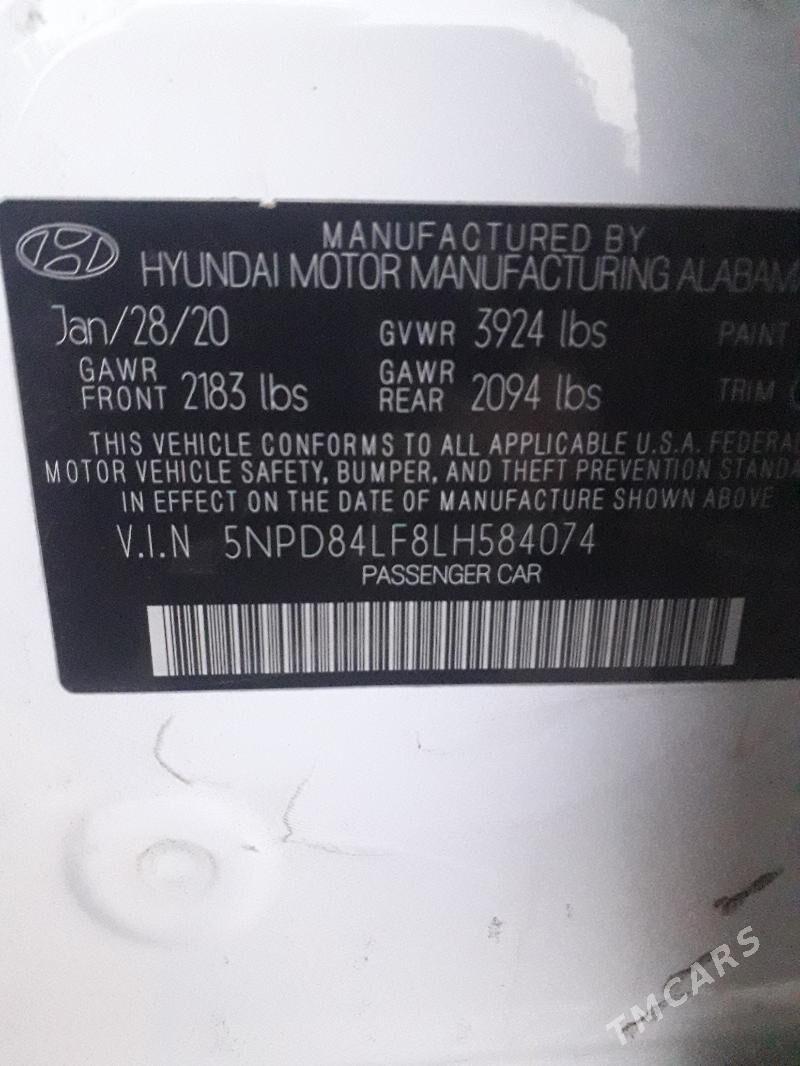 MANUFACTURED BY
HYUNDAI MOTOR MANUFACTURING ALABAMA
Jan/28/20 GVWR 3924 lbs PAINT
GAWR FRONT 2183 lbs GAWR REAR 2094 lbs TRIM
THIS VEHICLE CONFORMS TO ALL APPLICABLE U.S.A. FEDERA
MOTOR VEHICLE SAFETY, BUMPER, AND THEFT PREVENTION STANDA
IN EFFECT ON THE DATE OF MANUFACTURE SHOWN ABOVE
V.I.N 5NPD84LF8LH584074
PASSENGER CAR
TMCARS